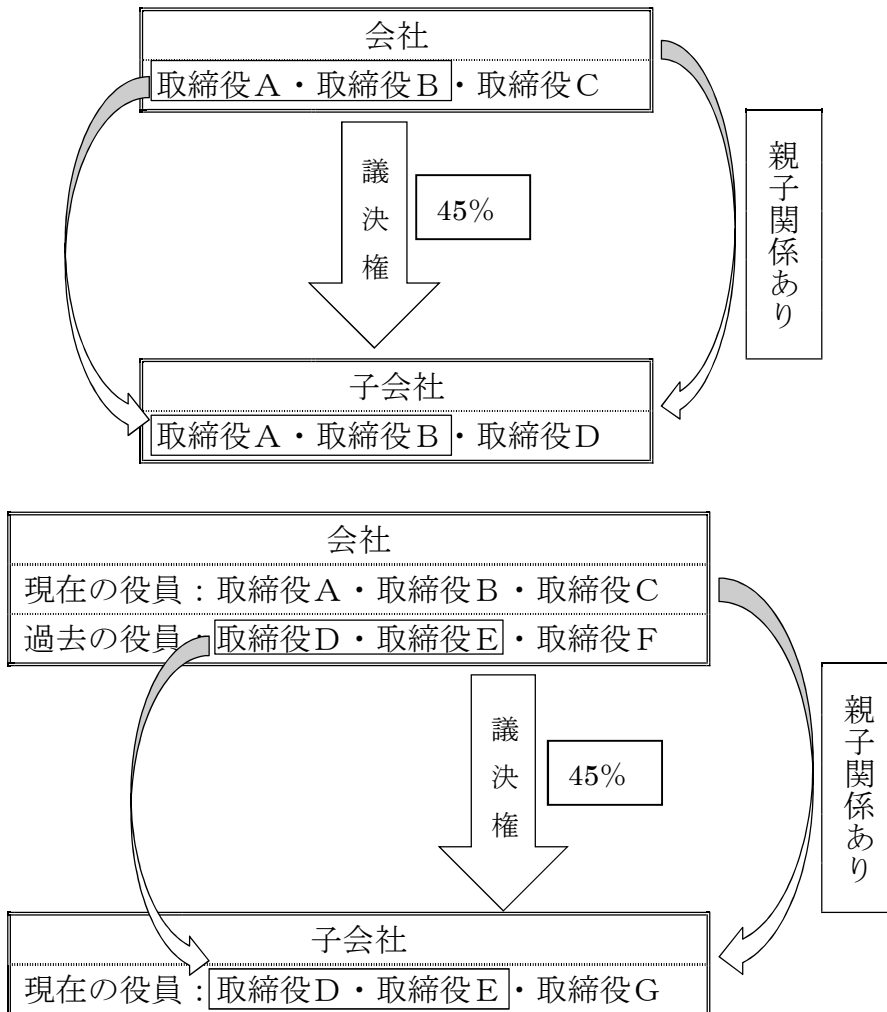 会社
取締役A・取締役B・取締役C
議決権
45%
親子関係あり
子会社
取締役A・取締役B・取締役D
会社
現在の役員：取締役A・取締役B・取締役C
過去の役員：取締役D・取締役E・取締役F
議決権
45%
親子関係あり
子会社
現在の役員：取締役D・取締役E・取締役G